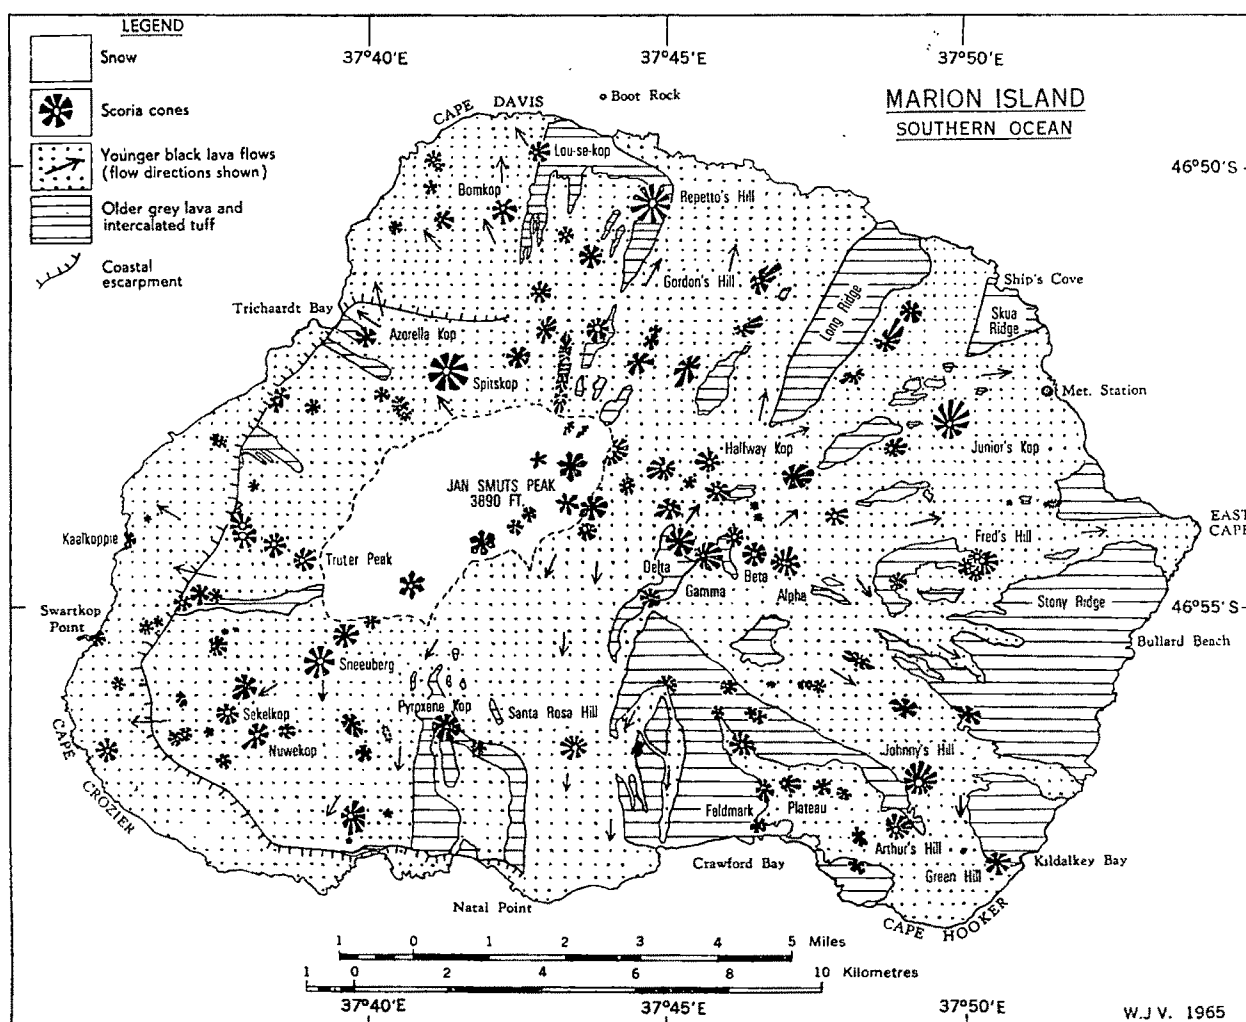 LEGEND
Snow
Scoria cones
Younger black lava flows
(flow directions shown)
Older grey lava and
intercalated tuff
Coastal
escarpment
37°40'E
37°45'E
37°50'E
MARION ISLAND
SOUTHERN OCEAN
46°50'S
CAPE DAVIS
Boot Rock
Lou-se-kop
Bomkop
Repetto's Hill
Gordon's Hill
Long Ridge
Ship's Cove
Skua
Ridge
Trichaardt Bay
Azorella Kop
Spitskop
Met. Station
Halfway Kop
Junior's Kop
JAN SMUTS PEAK
3890 FT.
EAST
CAPE
Kaalkoppie
Truter Peak
Fred's Hill
Delta
Beta
Gamma
Alpha
Stony Ridge
46°55'S
Swartkop
Point
Bullard Beach
Sneeuberg
Pyroxene Kop
Santa Rosa Hill
Sekelkop
Nuwekop
Johnny's Hill
CAPE CROZIER
Feldmark
Plateau
Arthur's Hill
Crawford Bay
Green Hill
Kildalkey Bay
Natal Point
CAPE HOOKER
1 0 1 2 3 4 5 Miles
1 0 2 4 6 8 10 Kilometres
37°40'E
37°45'E
37°50'E
W.J.V. 1965